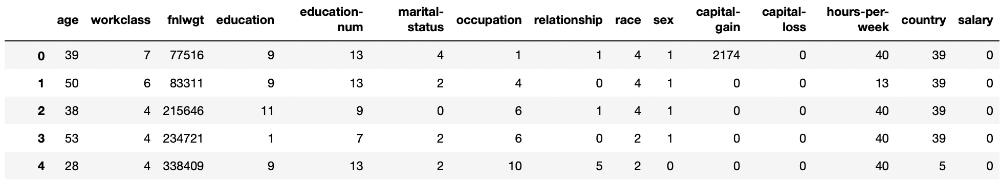 age workclass fnlwgt education education-num marital-status occupation relationship race sex capital-gain capital-loss hours-per-week country salary
0 39 7 77516 9 13 4 1 1 4 1 2174 0 40 39 0
1 50 6 83311 9 13 2 4 0 4 1 0 0 13 39 0
2 38 4 215646 11 9 0 6 1 4 1 0 0 40 39 0
3 53 4 234721 1 7 2 6 0 2 1 0 0 40 39 0
4 28 4 338409 9 13 2 10 5 2 0 0 0 40 5 0